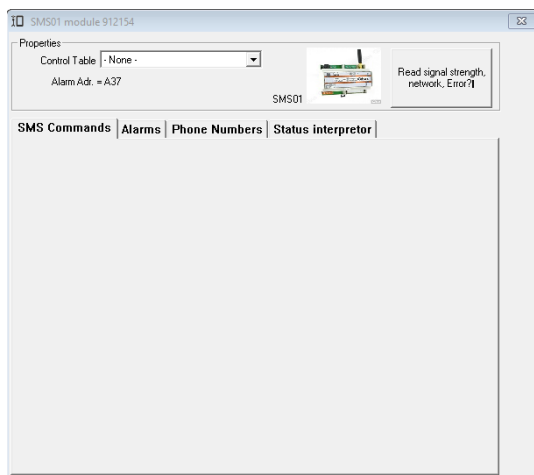 SMS01 module 912154
Properties
Control Table - None -
Alarm Adr. = A37
SMS01
Read signal strength,
network, Error?
SMS Commands Alarms Phone Numbers Status interpretor